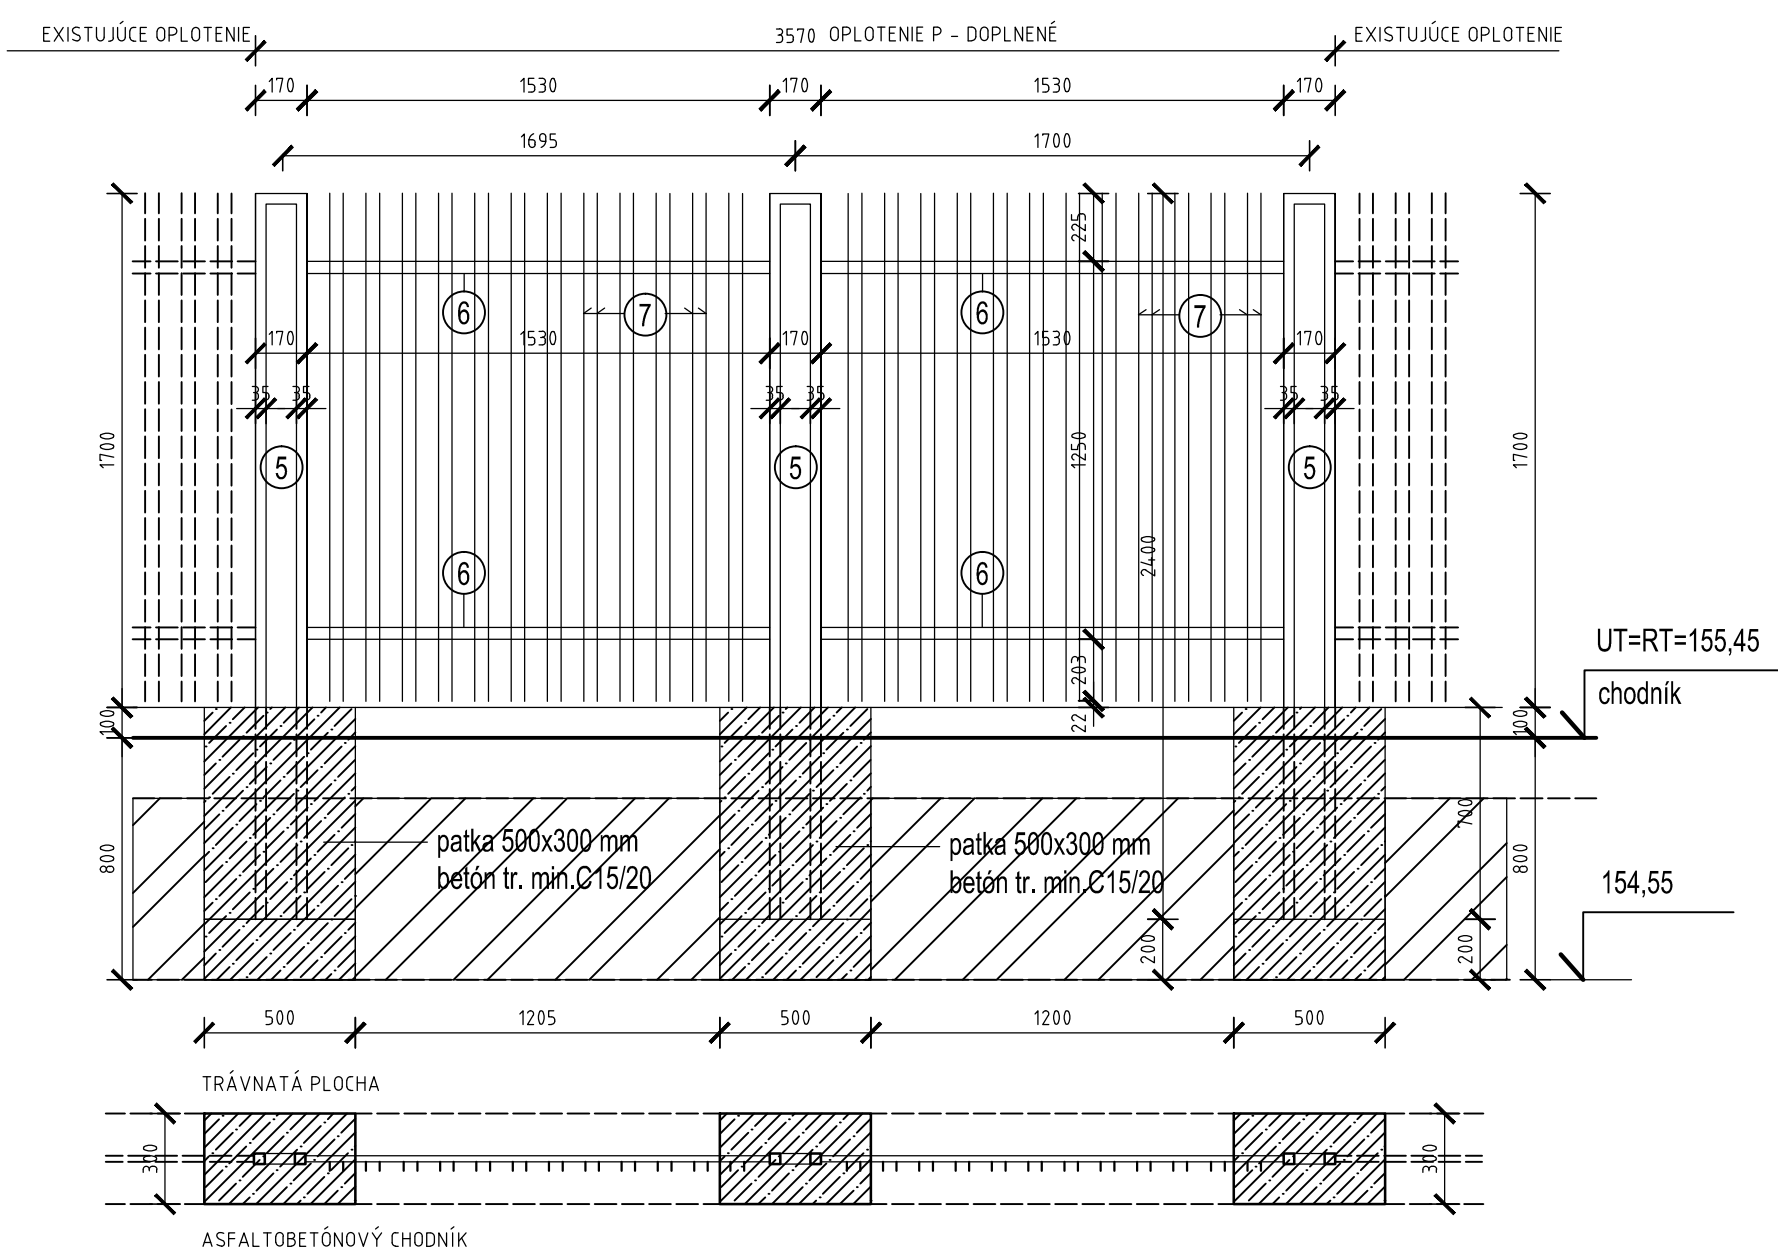 EXISTUJÚCE OPLOTENIE 3570 OPLOTENIE P - DOPLNENÉ EXISTUJÚCE OPLOTENIE
170 1530 170 1530 170
1695 1700
225
6 7 6 7
170 1530 170 1530 170
35 35 35 35 35 35
1700 5 5 1250 5 1700
6 6 2400
203
22
UT=RT=155,45
chodník
100 100
patka 500x300 mm
betón tr. min.C15/20
patka 500x300 mm
betón tr. min.C15/20
700
800 800
154,55
200 200
500 1205 500 1200 500
TRÁVNATÁ PLOCHA
300 300
ASFALTOBETÓNOVÝ CHODNÍK